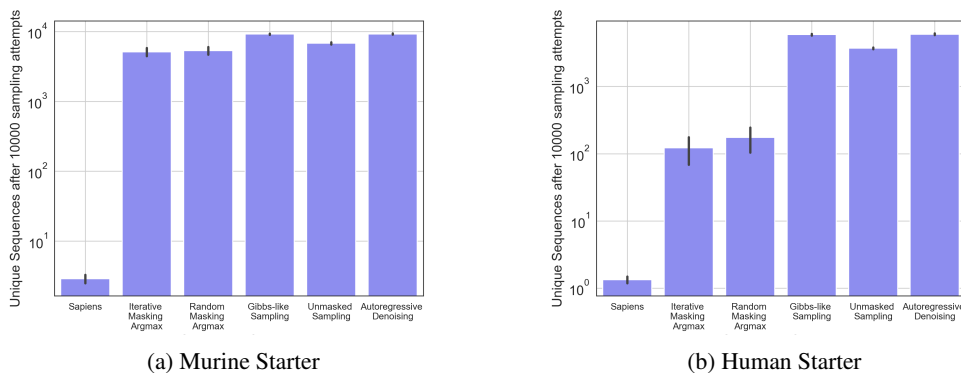 Unique Sequences after 10000 sampling attempts
10^4
10^3
10^2
10^1
Sapiens
Iterative Masking Argmax
Random Masking Argmax
Gibbs-like Sampling
Unmasked Sampling
Autoregressive Denoising
(a) Murine Starter
Unique Sequences after 10000 sampling attempts
10^3
10^2
10^1
10^0
Sapiens
Iterative Masking Argmax
Random Masking Argmax
Gibbs-like Sampling
Unmasked Sampling
Autoregressive Denoising
(b) Human Starter